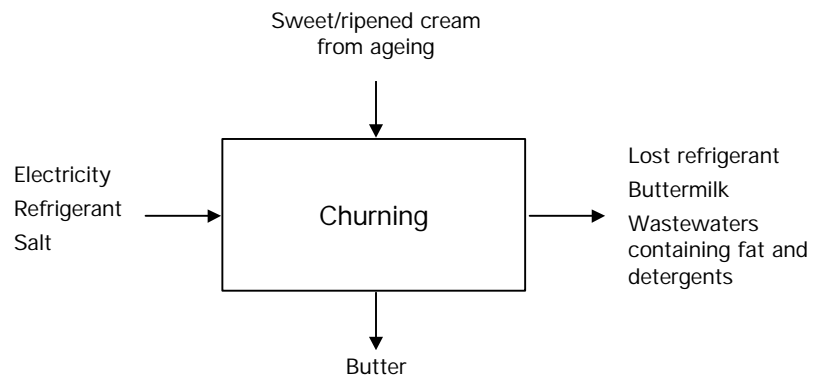 Sweet/ripened cream
from ageing
Electricity
Refrigerant
Salt
Churning
Lost refrigerant
Buttermilk
Wastewaters
containing fat and
detergents
Butter